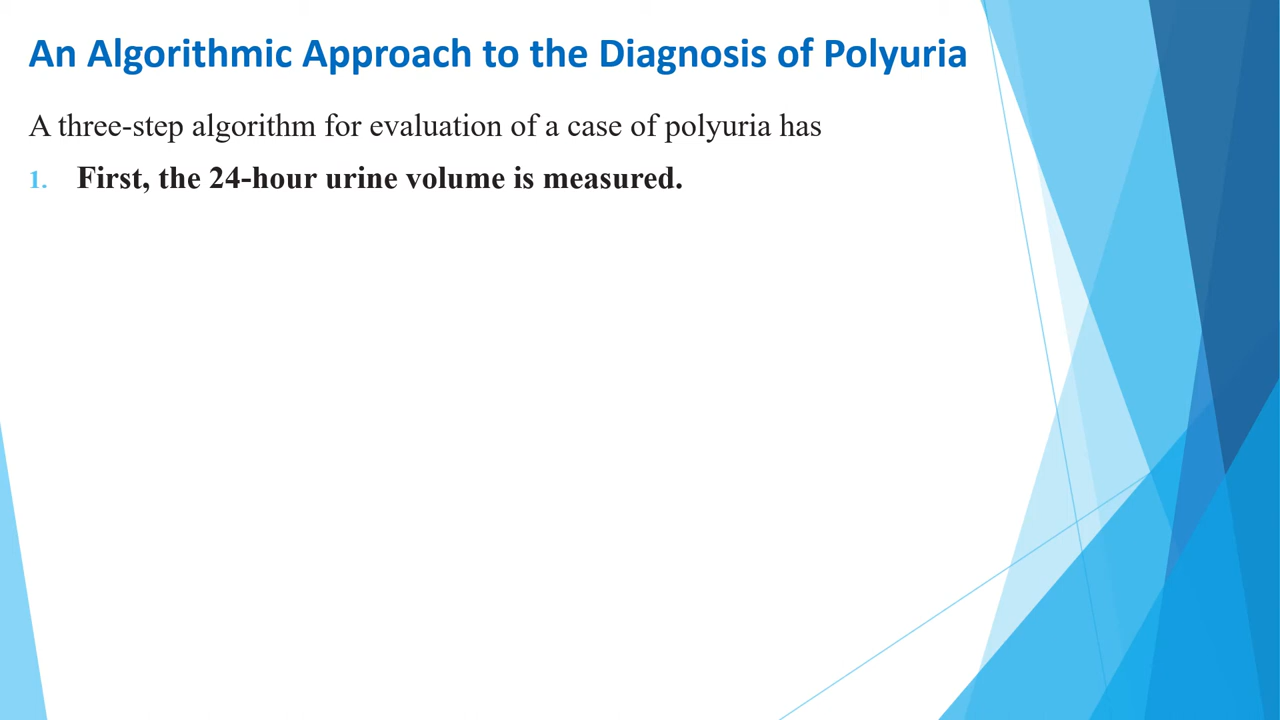 An Algorithmic Approach to the Diagnosis of Polyuria
A three-step algorithm for evaluation of a case of polyuria has
1. First, the 24-hour urine volume is measured.